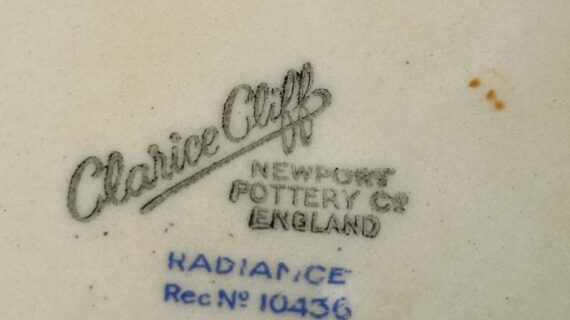 Clarice Cliff
NEWPORT
POTTERY Co
ENGLAND
RADIANCE
Rec No 10436